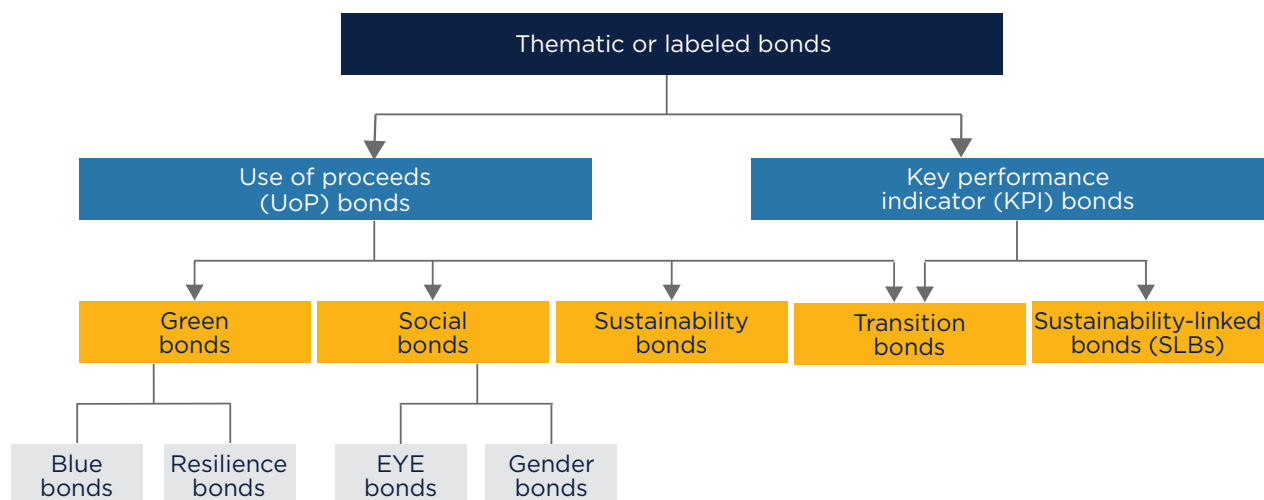 Thematic or labeled bonds
Use of proceeds
(UoP) bonds
Key performance
indicator (KPI) bonds
Green
bonds
Social
bonds
Sustainability
bonds
Transition
bonds
Sustainability-linked
bonds (SLBs)
Blue
bonds
Resilience
bonds
EYE
bonds
Gender
bonds